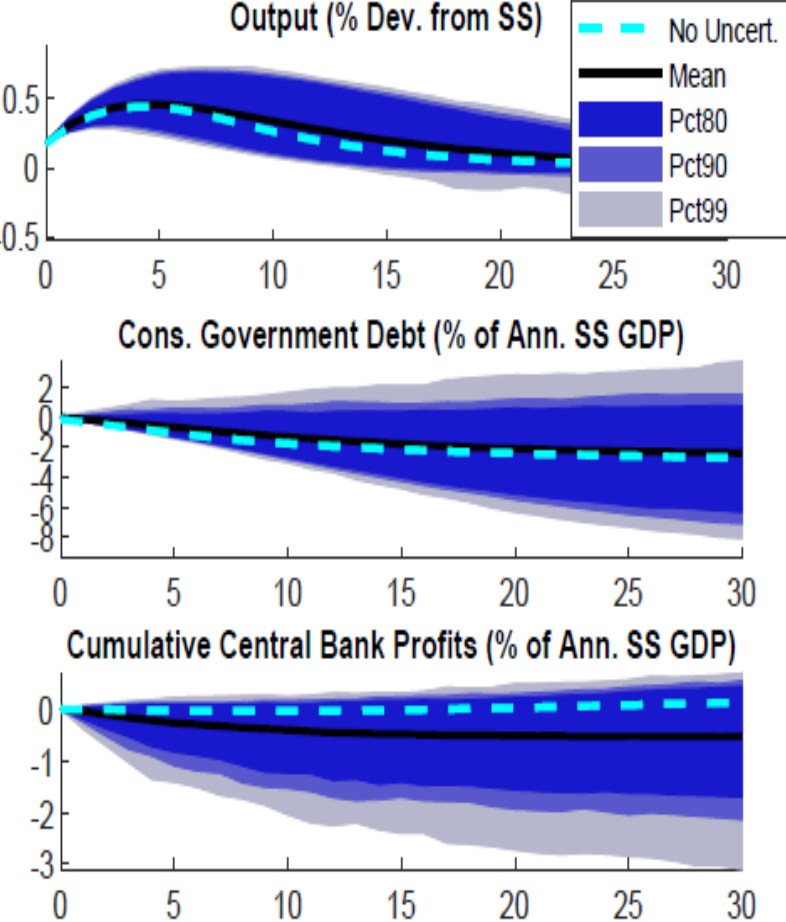 Output (% Dev. from SS)
No Uncert.
Mean
Pct80
Pct90
Pct99
0.5
0
0.5
0 5 10 15 20 25 30
Cons. Government Debt (% of Ann. SS GDP)
2
0
-2
-4
-6
-8
0 5 10 15 20 25 30
Cumulative Central Bank Profits (% of Ann. SS GDP)
0
-1
-2
-3
0 5 10 15 20 25 30